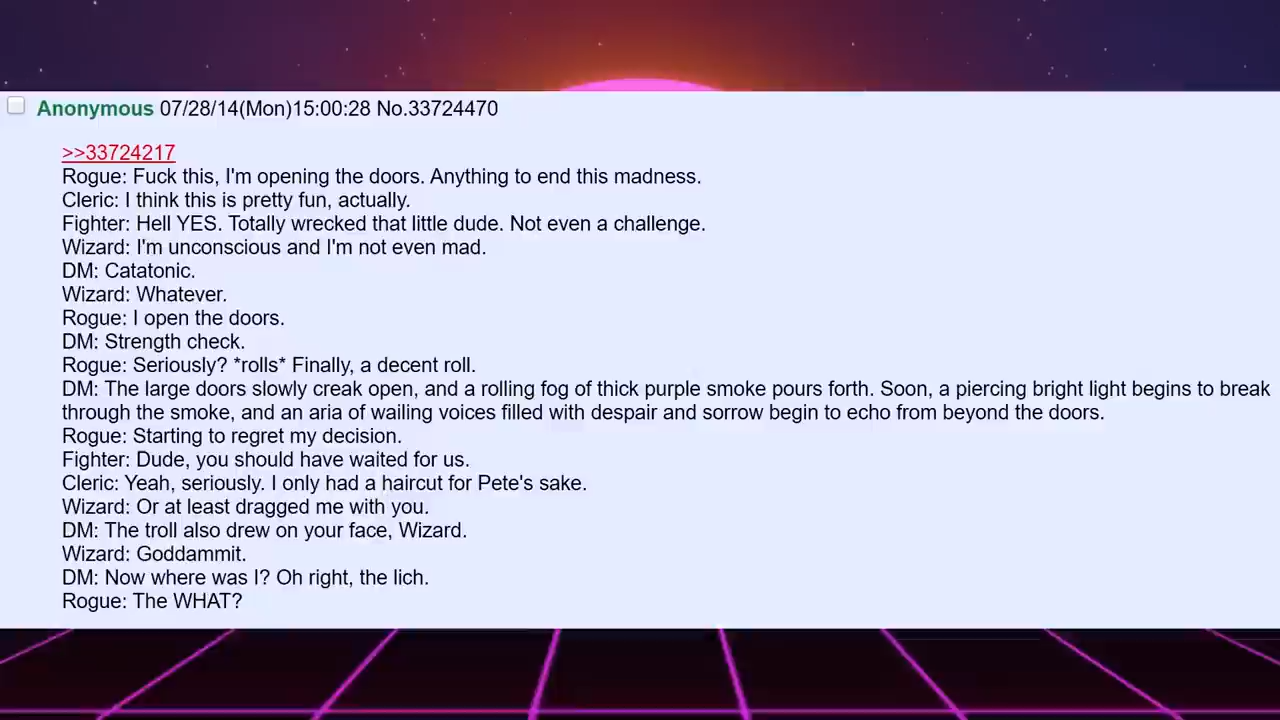 Anonymous 07/28/14(Mon)15:00:28 No.33724470
>>33724217
Rogue: Fuck this, I'm opening the doors. Anything to end this madness.
Cleric: I think this is pretty fun, actually.
Fighter: Hell YES. Totally wrecked that little dude. Not even a challenge.
Wizard: I'm unconscious and I'm not even mad.
DM: Catatonic.
Wizard: Whatever.
Rogue: I open the doors.
DM: Strength check.
Rogue: Seriously? *rolls* Finally, a decent roll.
DM: The large doors slowly creak open, and a rolling fog of thick purple smoke pours forth. Soon, a piercing bright light begins to break
through the smoke, and an aria of wailing voices filled with despair and sorrow begin to echo from beyond the doors.
Rogue: Starting to regret my decision.
Fighter: Dude, you should have waited for us.
Cleric: Yeah, seriously. I only had a haircut for Pete's sake.
Wizard: Or at least dragged me with you.
DM: The troll also drew on your face, Wizard.
Wizard: Goddammit.
DM: Now where was I? Oh right, the lich.
Rogue: The WHAT?